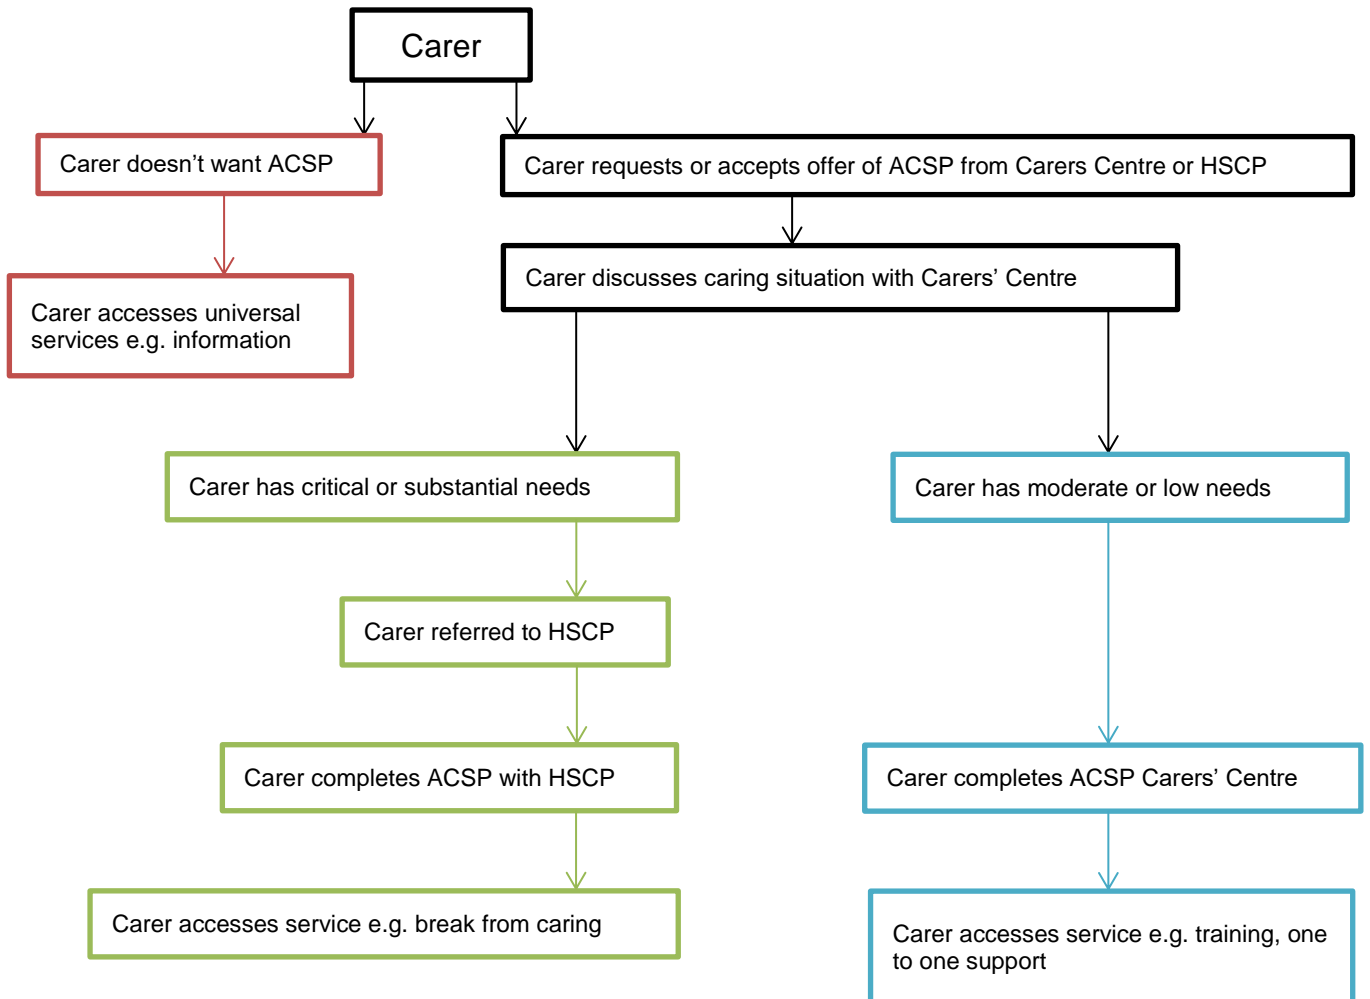 Carer
Carer doesn’t want ACSP
Carer requests or accepts offer of ACSP from Carers Centre or HSCP
Carer accesses universal
services e.g. information
Carer discusses caring situation with Carers’ Centre
Carer has critical or substantial needs
Carer has moderate or low needs
Carer referred to HSCP
Carer completes ACSP with HSCP
Carer completes ACSP Carers’ Centre
Carer accesses service e.g. break from caring
Carer accesses service e.g. training, one
to one support